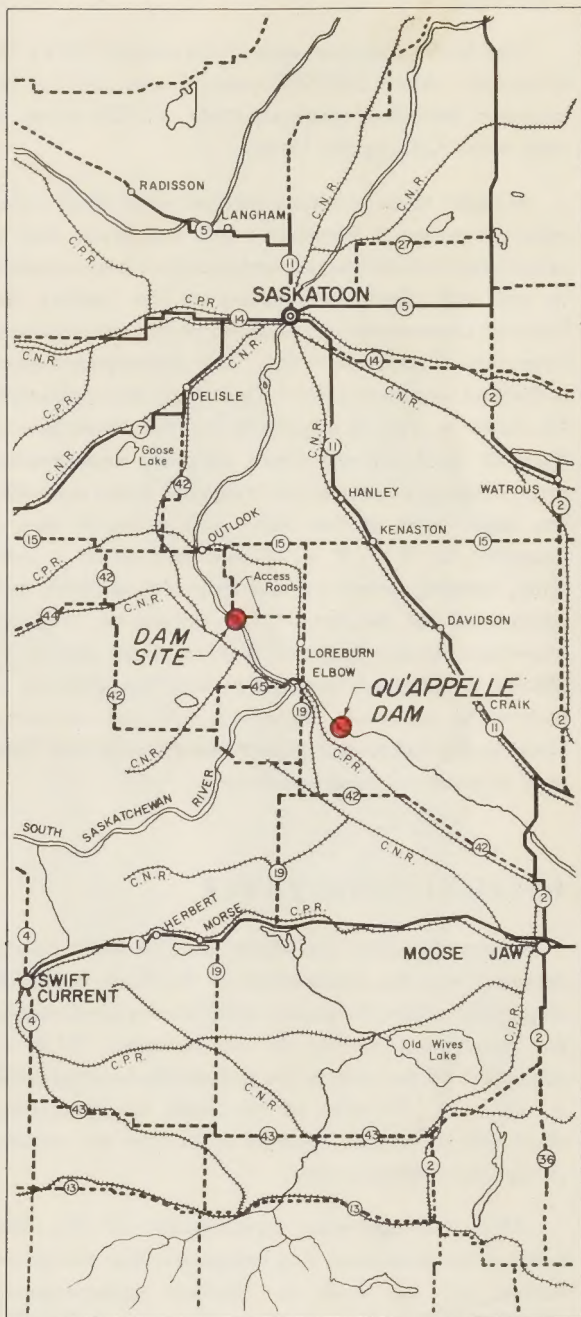 C.N.R.
C.N.R.
RADISSON
LANGHAM
5
C.P.R.
27
11
SASKATOON
C.P.R.
5
14
C.N.R.
C.N.R.
14
C.P.R.
C.N.R.
2
DELISLE
7
C.N.R.
11
Goose
Lake
C.N.R.
42
HANLEY
WATROUS
2
OUTLOOK
KENASTON
15
15
15
C.P.R.
42
Access
Roads
C.N.R.
44
DAM
SITE
DAVIDSON
LOREBURN
42
ELBOW
45
QU'APPELLE
DAM
19
CRAIK
2
11
C.N.R.
C.P.R.
RIVER
SASKATCHEWAN
SOUTH
42
42
C.N.R.
C.N.R.
19
2
4
HERBERT
MORSE
C.P.R.
1
MOOSE JAW
19
SWIFT
CURRENT
4
C.P.R.
Old Wives
Lake
C.P.R.
2
C.N.R.
43
43
43
2
36
13
13